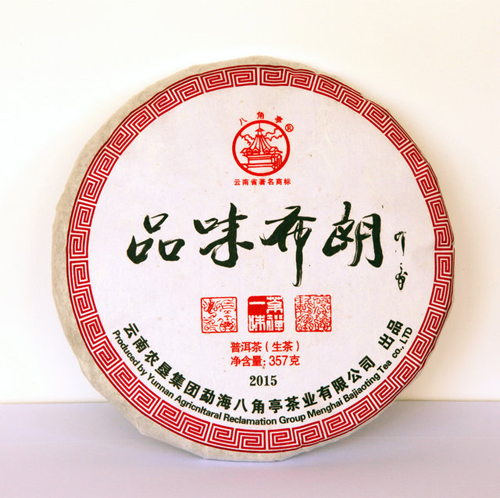 八角亭
云南省著名商标
品味布朗
普洱茶（生茶）
净含量：357克
2015
云南农垦集团勐海八角亭茶业有限公司 出品
Produced by Yunnan Agricnltaral Reclamation Group Menghai Bajiaoting Tea co., LTD